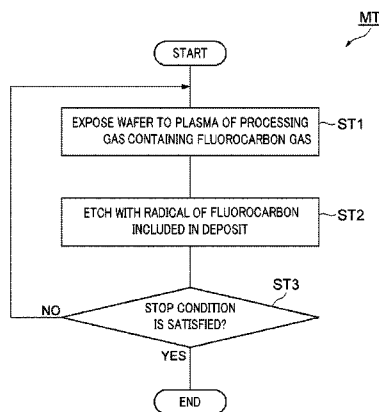 MT
START
EXPOSE WAFER TO PLASMA OF PROCESSING
GAS CONTAINING FLUOROCARBON GAS
ST1
ETCH WITH RADICAL OF FLUOROCARBON
INCLUDED IN DEPOSIT
ST2
ST3
STOP CONDITION
IS SATISFIED?
NO
YES
END